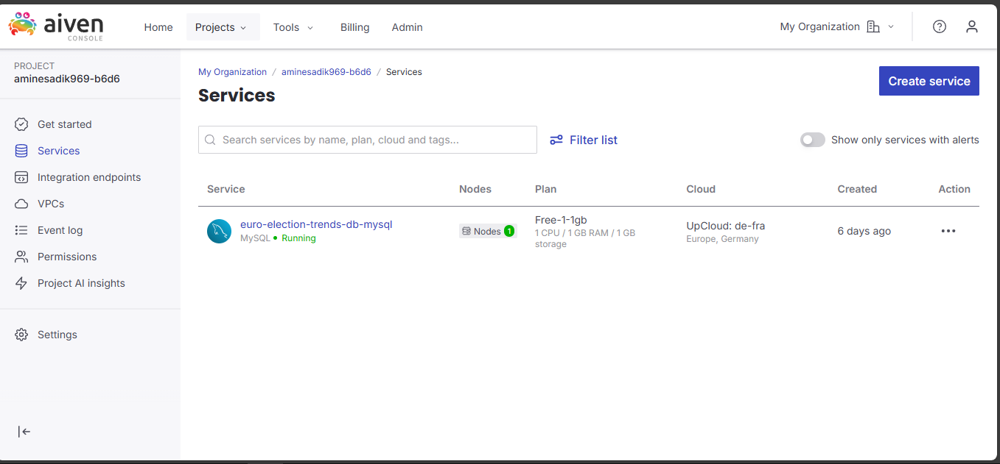 aiven
CONSOLE
Home
Projects
Tools
Billing
Admin
My Organization
PROJECT
aminesadik969-b6d6
Get started
Services
Integration endpoints
VPCs
Event log
Permissions
Project AI insights
Settings
My Organization / aminesadik969-b6d6 / Services
Services
Create service
Search services by name, plan, cloud and tags...
Filter list
Show only services with alerts
Service Nodes Plan Cloud Created Action
euro-election-trends-db-mysql
MySQL • Running
Nodes 1
Free-1-1gb
1 CPU / 1 GB RAM / 1 GB
storage
UpCloud: de-fra
Europe, Germany
6 days ago